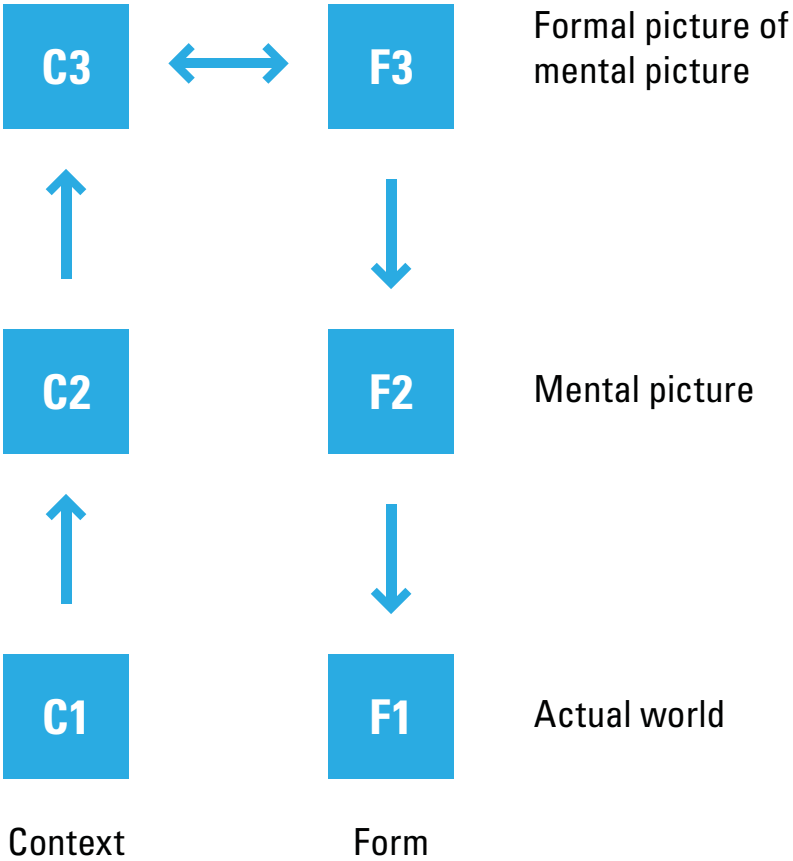 C3
F3
Formal picture of
mental picture
C2
F2
Mental picture
C1
F1
Actual world
Context
Form